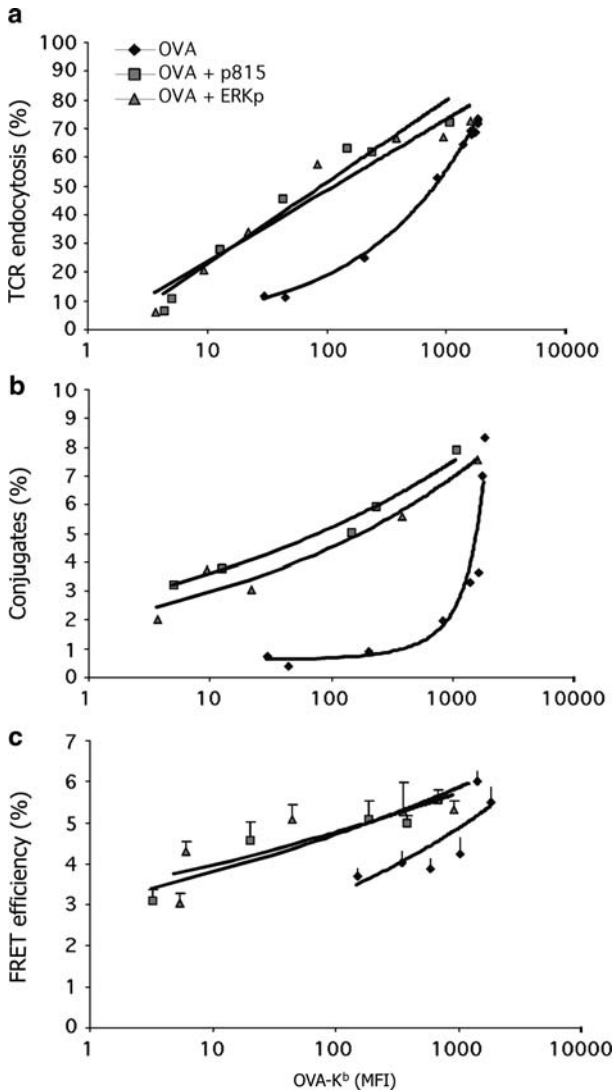 a
OVA
OVA + p815
OVA + ERKp
TCR endocytosis (%)
100
90
80
70
60
50
40
30
20
10
0
1 10 100 1000 10000
b
Conjugates (%)
10
9
8
7
6
5
4
3
2
1
0
1 10 100 1000 10000
c
FRET efficiency (%)
7
6
5
4
3
2
1
0
1 10 100 1000 10000
OVA-Kᵇ (MFI)